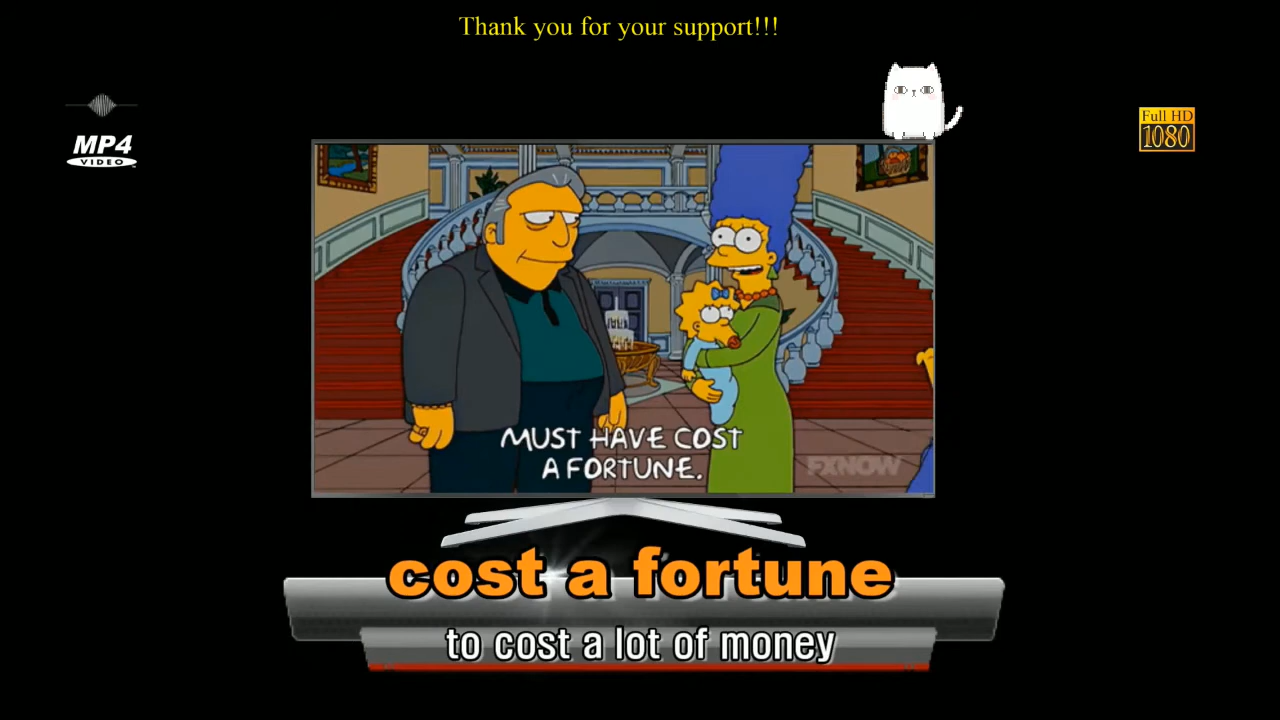 Thank you for your support!!!
MP4
VIDEO
Full HD
1080
MUST HAVE COST
A FORTUNE.
FXNOW
cost a fortune
to cost a lot of money